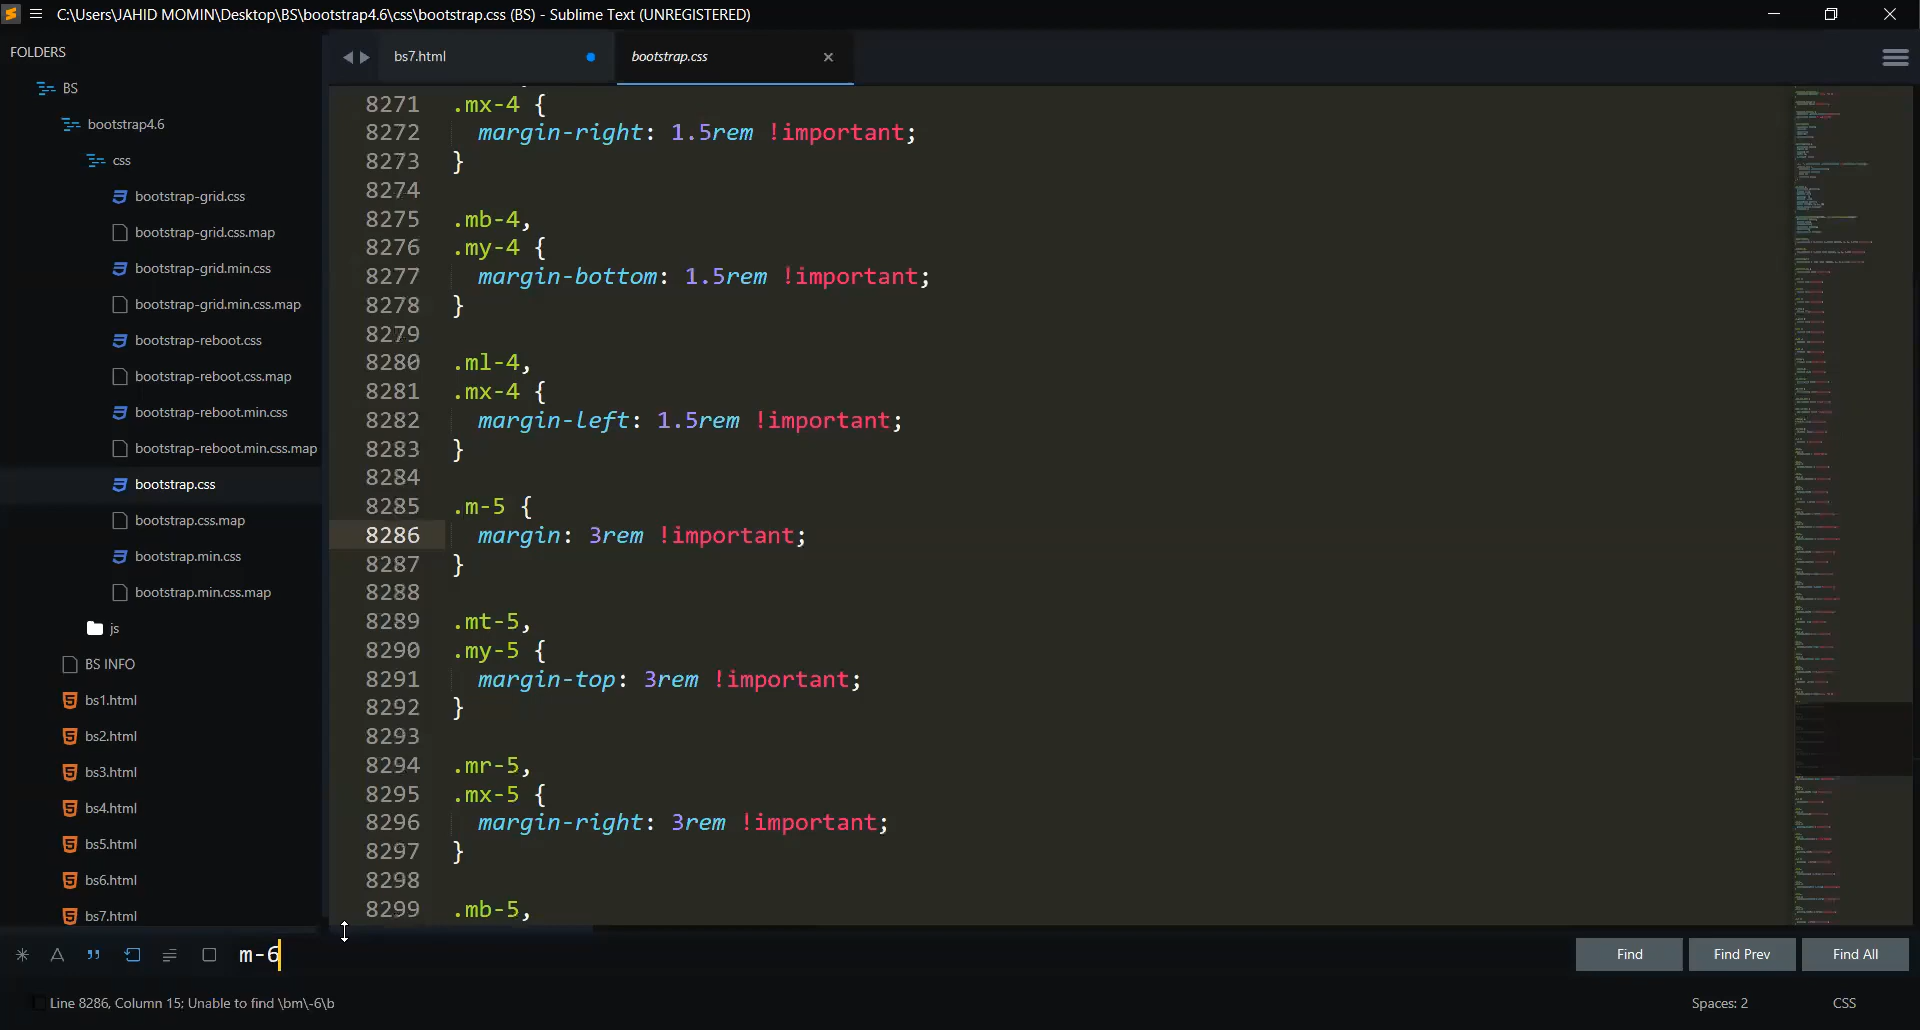 C:\Users\JAHID MOMIN\Desktop\BS\bootstrap4.6\css\bootstrap.css (BS) - Sublime Text (UNREGISTERED)
FOLDERS
BS
bootstrap4.6
css
bootstrap-grid.css
bootstrap-grid.css.map
bootstrap-grid.min.css
bootstrap-grid.min.css.map
bootstrap-reboot.css
bootstrap-reboot.css.map
bootstrap-reboot.min.css
bootstrap-reboot.min.css.map
bootstrap.css
bootstrap.css.map
bootstrap.min.css
bootstrap.min.css.map
js
BS INFO
bs1.html
bs2.html
bs3.html
bs4.html
bs5.html
bs6.html
bs7.html
bs7.html bootstrap.css
8271 .mx-4 {
8272 margin-right: 1.5rem !important;
8273 }
8274
8275 .mb-4,
8276 .my-4 {
8277 margin-bottom: 1.5rem !important;
8278 }
8279
8280 .ml-4,
8281 .mx-4 {
8282 margin-left: 1.5rem !important;
8283 }
8284
8285 .m-5 {
8286 margin: 3rem !important;
8287 }
8288
8289 .mt-5,
8290 .my-5 {
8291 margin-top: 3rem !important;
8292 }
8293
8294 .mr-5,
8295 .mx-5 {
8296 margin-right: 3rem !important;
8297 }
8298
8299 .mb-5,
m-6
Find Find Prev Find All
Line 8286, Column 15; Unable to find \bm\-6\b
Spaces: 2 CSS